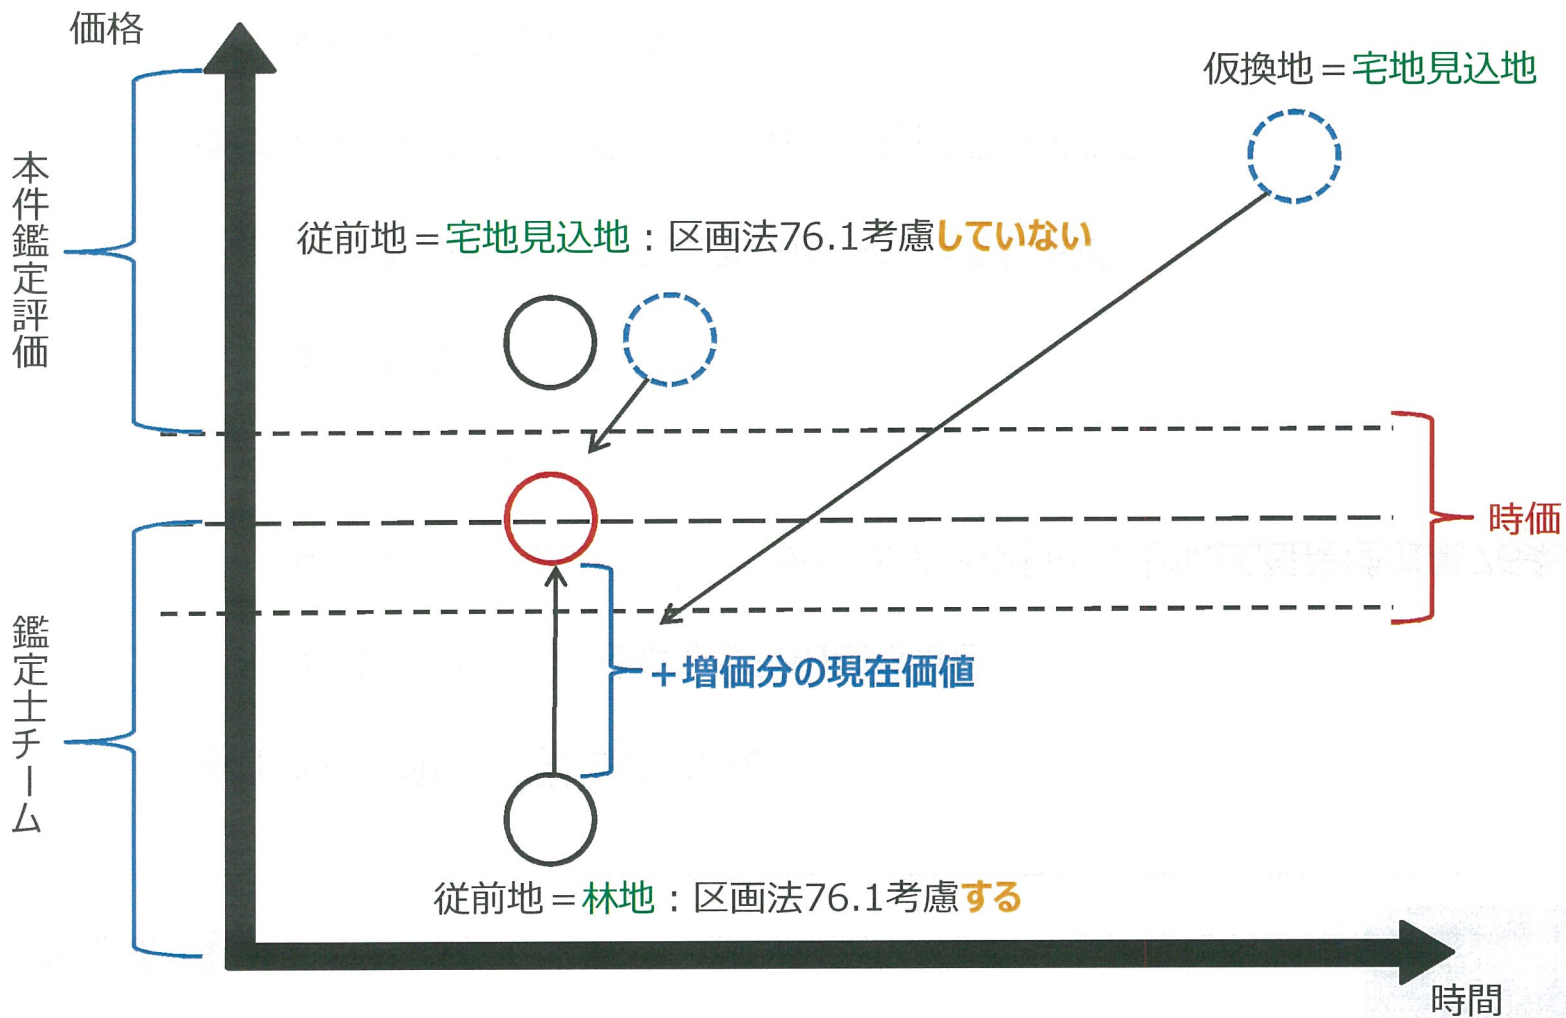 価格
仮換地＝宅地見込地
本件鑑定評価
従前地＝宅地見込地：区画法76.1考慮していない
時価
鑑定士チーム
＋増価分の現在価値
従前地＝林地：区画法76.1考慮する
時間